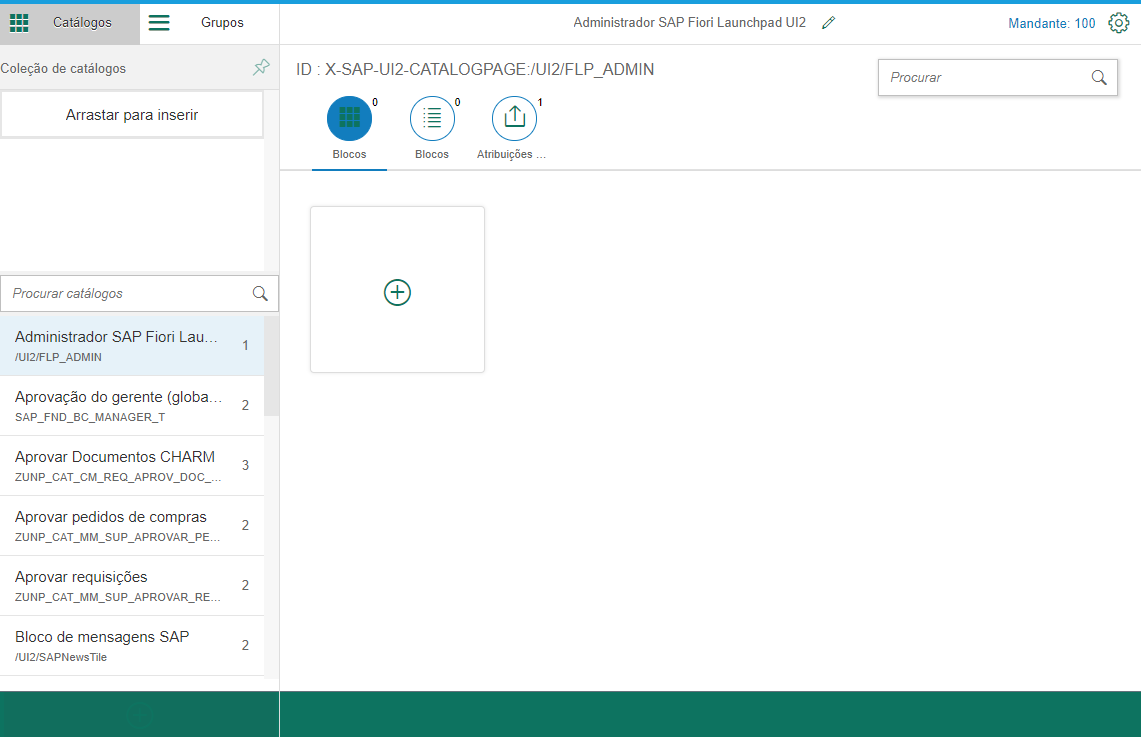 Catálogos
Grupos
Administrador SAP Fiori Launchpad UI2
Mandante: 100
Coleção de catálogos
Arrastar para inserir
ID : X-SAP-UI2-CATALOGPAGE:/UI2/FLP_ADMIN
Procurar
0
Blocos
0
Blocos
1
Atribuições ...
Procurar catálogos
Administrador SAP Fiori Lau...
/UI2/FLP_ADMIN
1
Aprovação do gerente (globa...
SAP_FND_BC_MANAGER_T
2
Aprovar Documentos CHARM
ZUNP_CAT_CM_REQ_APROV_DOC_...
3
Aprovar pedidos de compras
ZUNP_CAT_MM_SUP_APROVAR_PE...
2
Aprovar requisições
ZUNP_CAT_MM_SUP_APROVAR_RE...
2
Bloco de mensagens SAP
/UI2/SAPNewsTile
2